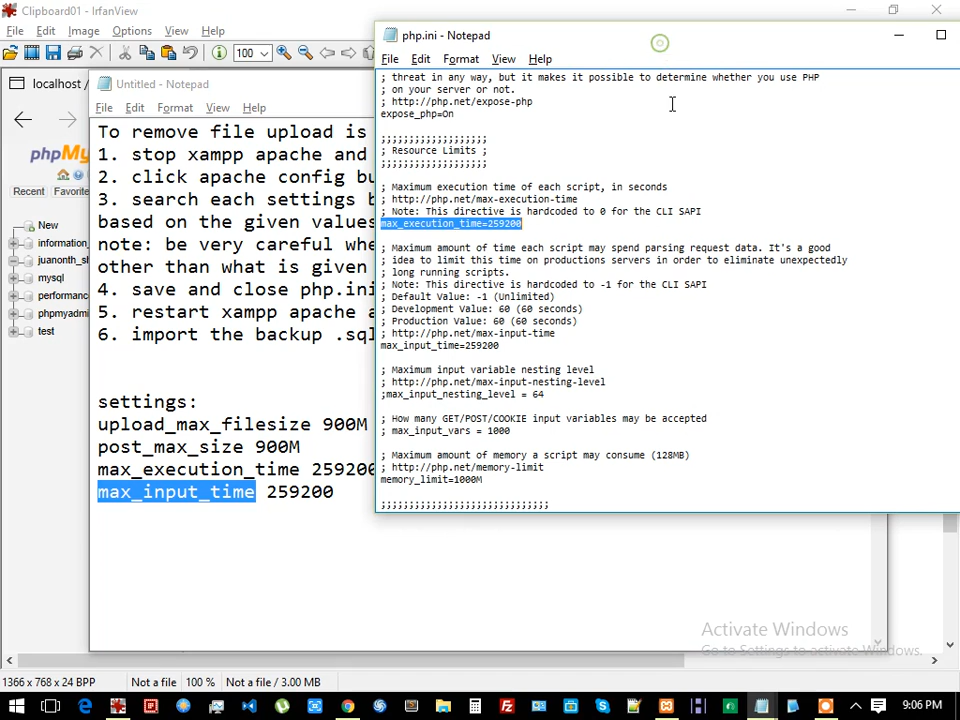 Clipboard01 - IrfanView
File Edit Image Options View Help
100
localhost /
phpMy
Recent Favorite
New
information_
juanonth_sh
mysql
performanc
phpmyadmi
test
Untitled - Notepad
File Edit Format View Help
To remove file upload is
1. stop xampp apache and
2. click apache config bu
3. search each settings b
based on the given values
note: be very careful whe
other than what is given
4. save and close php.ini
5. restart xampp apache a
6. import the backup .sql
settings:
upload_max_filesize 900M
post_max_size 900M
max_execution_time 259200
max_input_time 259200
php.ini - Notepad
File Edit Format View Help
; threat in any way, but it makes it possible to determine whether you use PHP
; on your server or not.
; http://php.net/expose-php
expose_php=On
;;;;;;;;;;;;;;;;;;;
; Resource Limits ;
;;;;;;;;;;;;;;;;;;;
; Maximum execution time of each script, in seconds
; http://php.net/max-execution-time
; Note: This directive is hardcoded to 0 for the CLI SAPI
max_execution_time=259200
; Maximum amount of time each script may spend parsing request data. It's a good
; idea to limit this time on productions servers in order to eliminate unexpectedly
; long running scripts.
; Note: This directive is hardcoded to -1 for the CLI SAPI
; Default Value: -1 (Unlimited)
; Development Value: 60 (60 seconds)
; Production Value: 60 (60 seconds)
; http://php.net/max-input-time
max_input_time=259200
; Maximum input variable nesting level
; http://php.net/max-input-nesting-level
;max_input_nesting_level = 64
; How many GET/POST/COOKIE input variables may be accepted
; max_input_vars = 1000
; Maximum amount of memory a script may consume (128MB)
; http://php.net/memory-limit
memory_limit=1000M
;;;;;;;;;;;;;;;;;;;;;;;;;;;;;;
Activate Windows
Go to Settings to activate Windows.
1366 x 768 x 24 BPP Not a file 100 % Not a file / 3.00 MB
9:06 PM